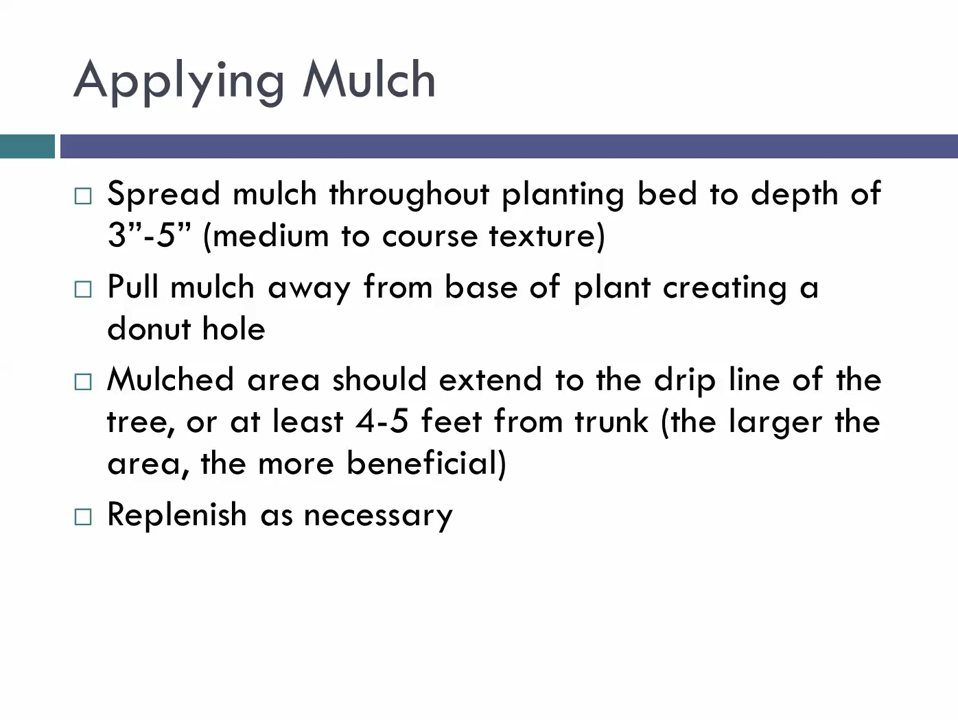 Applying Mulch
Spread mulch throughout planting bed to depth of
3”-5” (medium to course texture)
Pull mulch away from base of plant creating a
donut hole
Mulched area should extend to the drip line of the
tree, or at least 4-5 feet from trunk (the larger the
area, the more beneficial)
Replenish as necessary